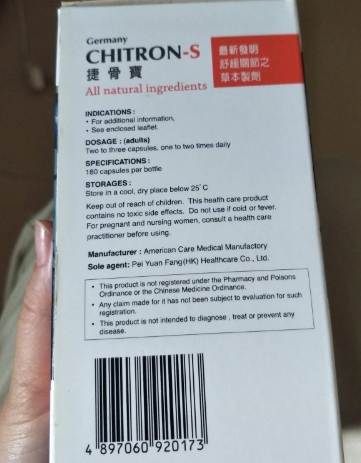 Germany
CHITRON-S
捷骨寶
All natural ingredients
最新發明
舒緩關節之
草本製劑
INDICATIONS :
• For additional information,
• See enclosed leaflet.
DOSAGE : (adults)
Two to three capsules, one to two times daily
SPECIFICATIONS :
180 capsules per bottle
STORAGES :
Store in a cool, dry place below 25°C
Keep out of reach of children. This health care product
contains no toxic side effects. Do not use if cold or fever.
For pregnant and nursing women, consult a health care
practitioner before using.
Manufacturer : American Care Medical Manufactory
Sole agent: Pei Yuan Fang(HK) Healthcare Co., Ltd.
• This product is not registered under the Pharmacy and Poisons
Ordinance or the Chinese Medicine Ordinance.
• Any claim made for it has not been subject to evaluation for such
registration.
• This product is not intended to diagnose , treat or prevent any
disease.
4 897060 920173